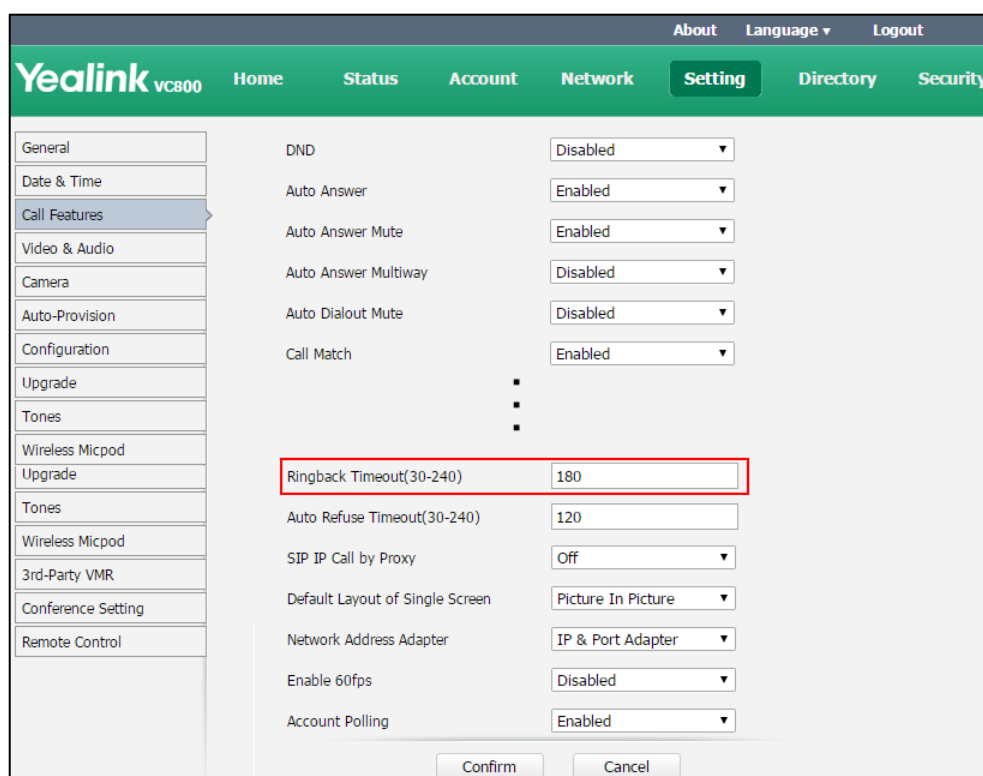 About Language ▾ Logout
Yealink VC800 Home Status Account Network Setting Directory Security
General
Date & Time
Call Features
Video & Audio
Camera
Auto-Provision
Configuration
Upgrade
Tones
Wireless Micpod
Upgrade
Tones
Wireless Micpod
3rd-Party VMR
Conference Setting
Remote Control
DND Disabled
Auto Answer Enabled
Auto Answer Mute Enabled
Auto Answer Multiway Disabled
Auto Dialout Mute Disabled
Call Match Enabled
Ringback Timeout(30-240) 180
Auto Refuse Timeout(30-240) 120
SIP IP Call by Proxy Off
Default Layout of Single Screen Picture In Picture
Network Address Adapter IP & Port Adapter
Enable 60fps Disabled
Account Polling Enabled
Confirm Cancel